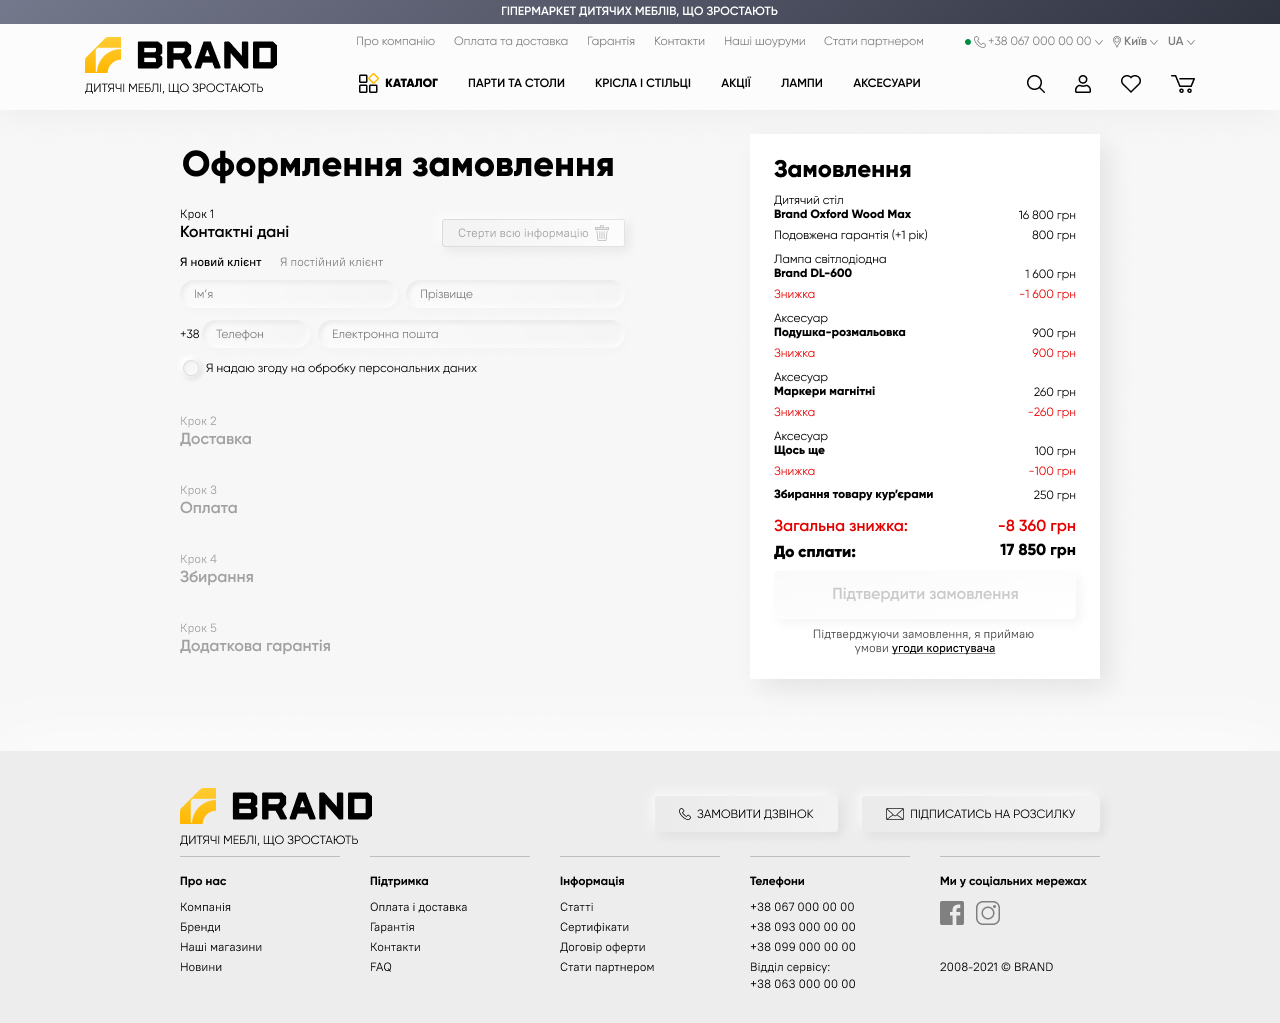 ГІПЕРМАРКЕТ ДИТЯЧИХ МЕБЛІВ, ЩО ЗРОСТАЮТЬ
BRAND
ДИТЯЧІ МЕБЛІ, ЩО ЗРОСТАЮТЬ
Про компанію Оплата та доставка Гарантія Контакти Наші шоуруми Стати партнером +38 067 000 00 00 Київ UA
КАТАЛОГ ПАРТИ ТА СТОЛИ КРІСЛА І СТІЛЬЦІ АКЦІЇ ЛАМПИ АКСЕСУАРИ
Оформлення замовлення
Крок 1
Контактні дані
Стерти всю інформацію
Я новий клієнт Я постійний клієнт
Ім’я Прізвище
+38 Телефон Електронна пошта
Я надаю згоду на обробку персональних даних
Крок 2
Доставка
Крок 3
Оплата
Крок 4
Збирання
Крок 5
Додаткова гарантія
Замовлення
Дитячий стіл
Brand Oxford Wood Max 16 800 грн
Подовжена гарантія (+1 рік) 800 грн
Лампа світлодіодна
Brand DL-600 1 600 грн
Знижка -1 600 грн
Аксесуар
Подушка-розмальовка 900 грн
Знижка 900 грн
Аксесуар
Маркери магнітні 260 грн
Знижка -260 грн
Аксесуар
Щось ще 100 грн
Знижка -100 грн
Збирання товару кур’єрами 250 грн
Загальна знижка: -8 360 грн
До сплати: 17 850 грн
Підтвердити замовлення
Підтверджуючи замовлення, я приймаю
умови угоди користувача
BRAND
ДИТЯЧІ МЕБЛІ, ЩО ЗРОСТАЮТЬ
ЗАМОВИТИ ДЗВІНОК ПІДПИСАТИСЬ НА РОЗСИЛКУ
Про нас
Компанія
Бренди
Наші магазини
Новини
Підтримка
Оплата і доставка
Гарантія
Контакти
FAQ
Інформація
Статті
Сертифікати
Договір оферти
Стати партнером
Телефони
+38 067 000 00 00
+38 093 000 00 00
+38 099 000 00 00
Відділ сервісу:
+38 063 000 00 00
Ми у соціальних мережах
2008-2021 © BRAND